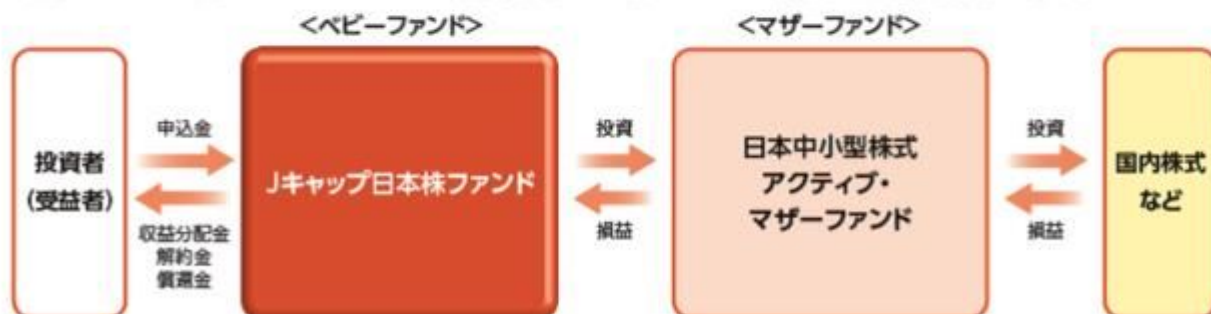 <ベビーファンド>
<マザーファンド>
投資者
(受益者)
申込金
収益分配金
解約金
償還金
Jキャップ日本株ファンド
投資
損益
日本中小型株式
アクティブ・
マザーファンド
投資
損益
国内株式
など